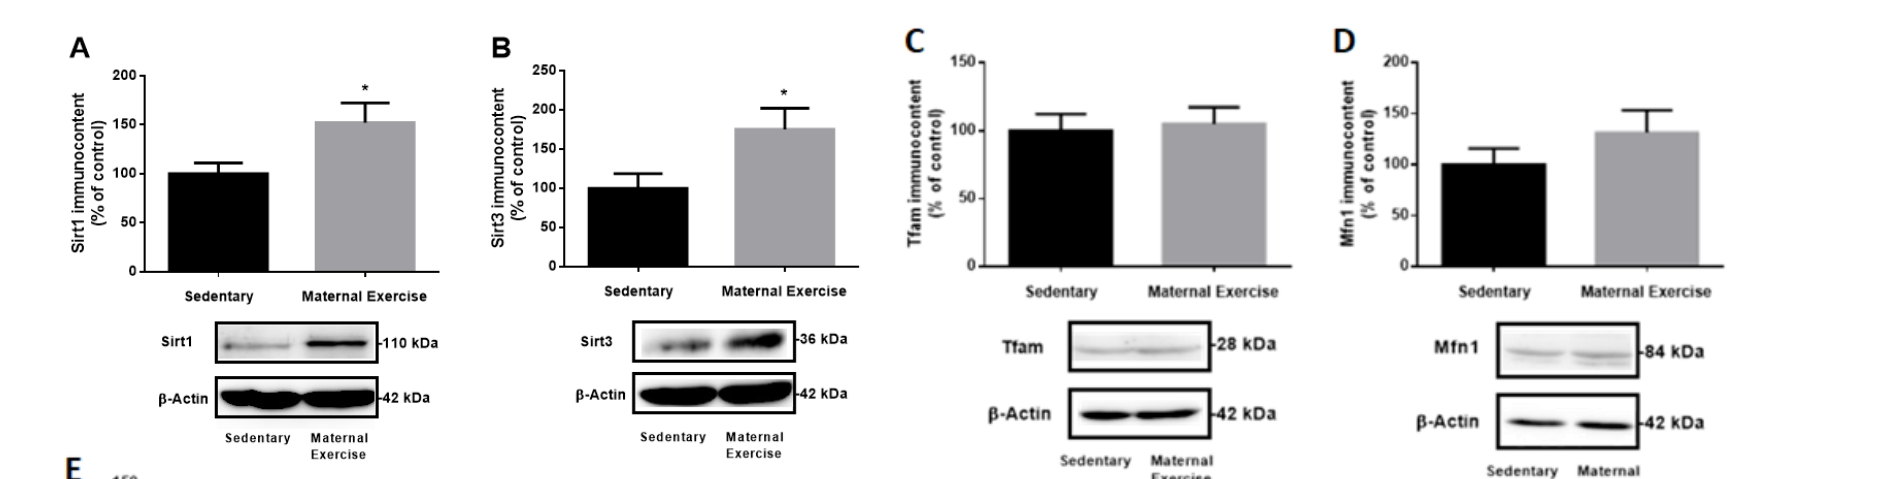 A
Sirt1 immunocontent
(% of control)
200
150
100
50
0
*
Sedentary
Maternal Exercise
Sirt1
-110 kDa
β-Actin
-42 kDa
Sedentary
Maternal
Exercise
B
Sirt3 immunocontent
(% of control)
250
200
150
100
50
0
*
Sedentary
Maternal Exercise
Sirt3
-36 kDa
β-Actin
-42 kDa
Sedentary
Maternal
Exercise
C
Tfam immunocontent
(% of control)
150
100
50
0
Sedentary
Maternal Exercise
Tfam
-28 kDa
β-Actin
-42 kDa
Sedentary
Maternal
Exercise
D
Mfn1 immunocontent
(% of control)
200
150
100
50
0
Sedentary
Maternal Exercise
Mfn1
-84 kDa
β-Actin
-42 kDa
Sedentary
Maternal
E